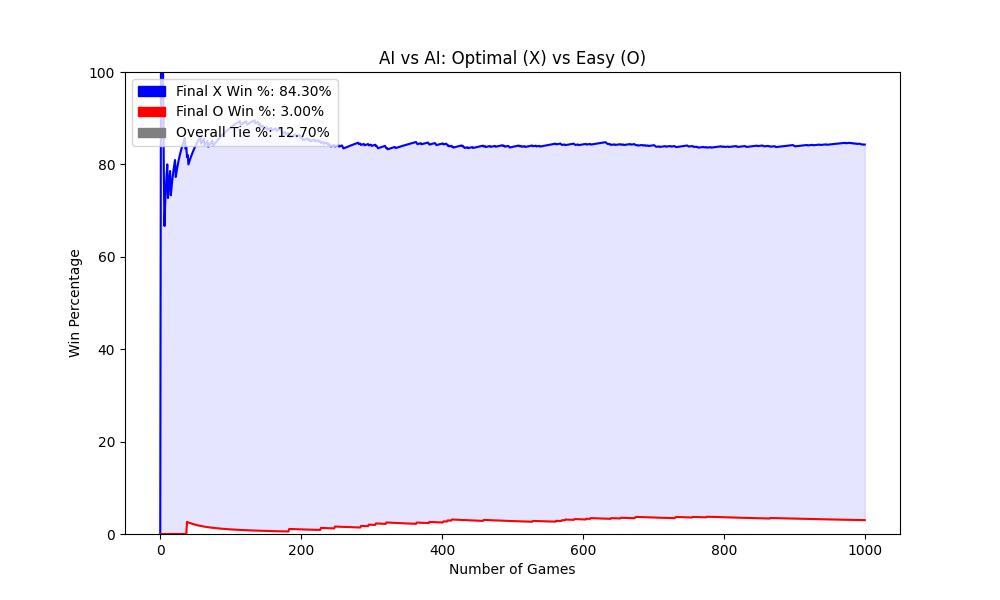 AI vs AI: Optimal (X) vs Easy (O)
Final X Win %: 84.30%
Final O Win %: 3.00%
Overall Tie %: 12.70%
Win Percentage
100
80
60
40
20
0
0 200 400 600 800 1000
Number of Games